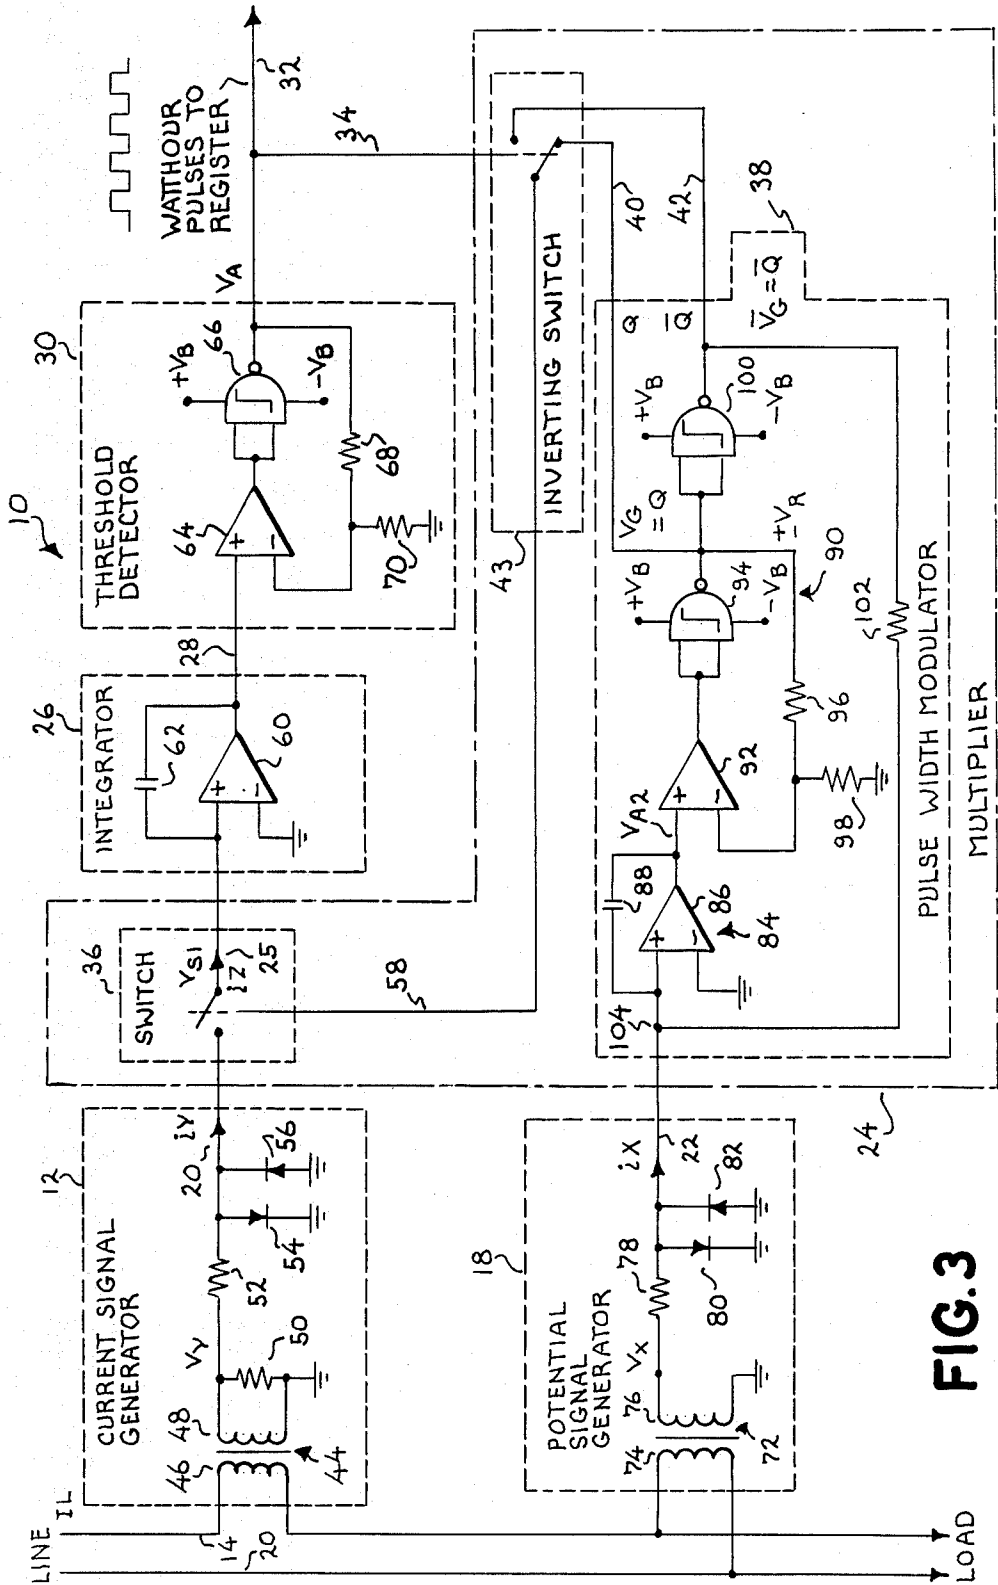 10
LINE
IL
14
20
LOAD
12
CURRENT SIGNAL
GENERATOR
46
48
44
VY
50
52
54
56
20
iY
18
POTENTIAL
SIGNAL
GENERATOR
74
76
72
VX
78
80
82
iX
22
24
36
SWITCH
VS1
iZ
25
58
26
INTEGRATOR
62
+
-
60
28
30
THRESHOLD
DETECTOR
64
+
-
+VB
66
-VB
68
70
VA
WATTHOUR
PULSES TO
REGISTER
32
34
43
INVERTING SWITCH
40
42
38
104
88
+
-
86
84
VA2
+
-
92
98
96
90
+VB
94
-VB
VG
=Q
±VR
+VB
100
-VB
Q
Q̅
V̅G=Q̅
102
PULSE WIDTH MODULATOR
MULTIPLIER
FIG.3